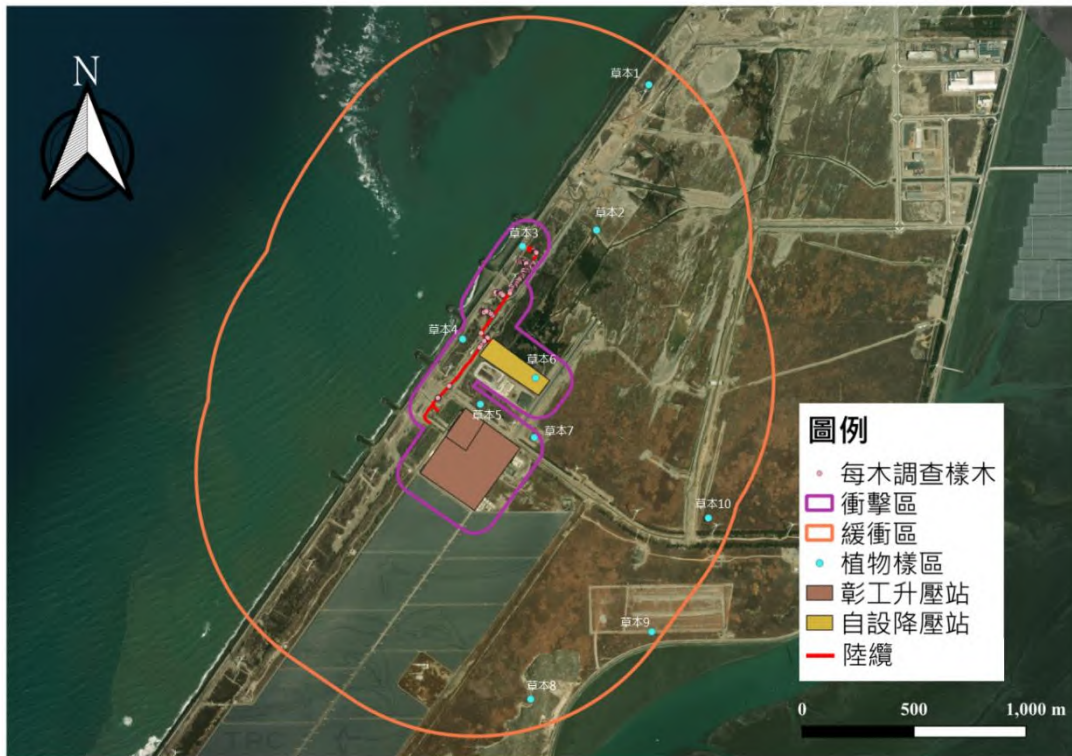 N
草本1
草本2
草本3
草本4
草本6
草本5
草本7
草本10
草本9
草本8
TPC
圖例
每木調查樣木
衝擊區
緩衝區
植物樣區
彰工升壓站
自設降壓站
陸纜
0 500 1,000 m